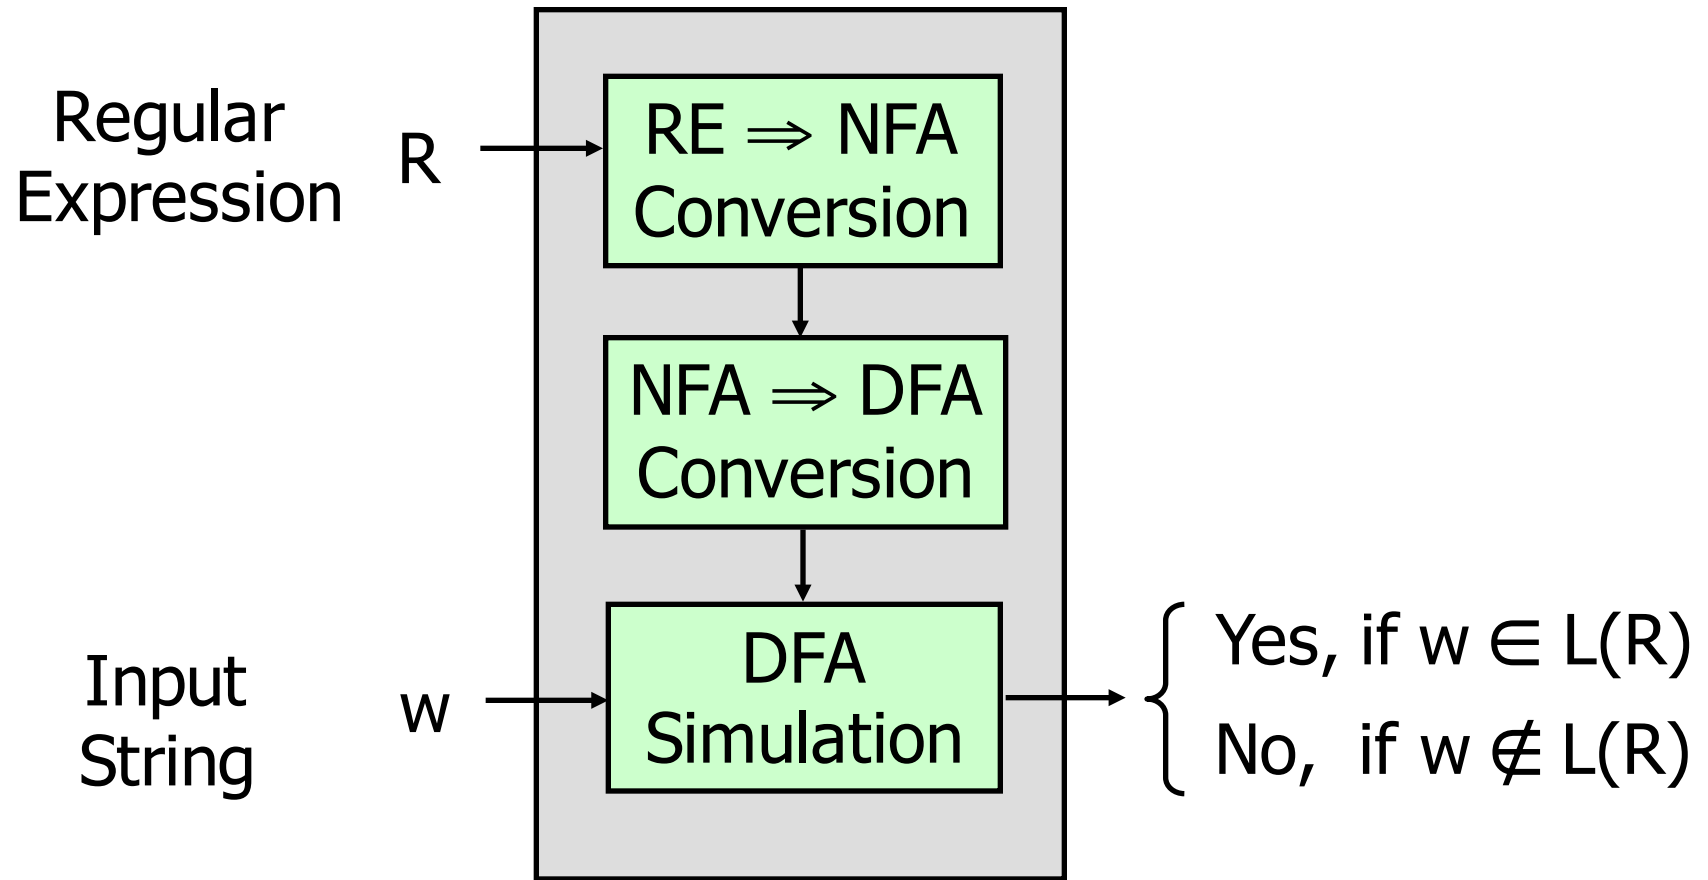 Regular
Expression
R
RE ⇒ NFA
Conversion
NFA ⇒ DFA
Conversion
Input
String
w
DFA
Simulation
Yes, if w ∈ L(R)
No, if w ∉ L(R)